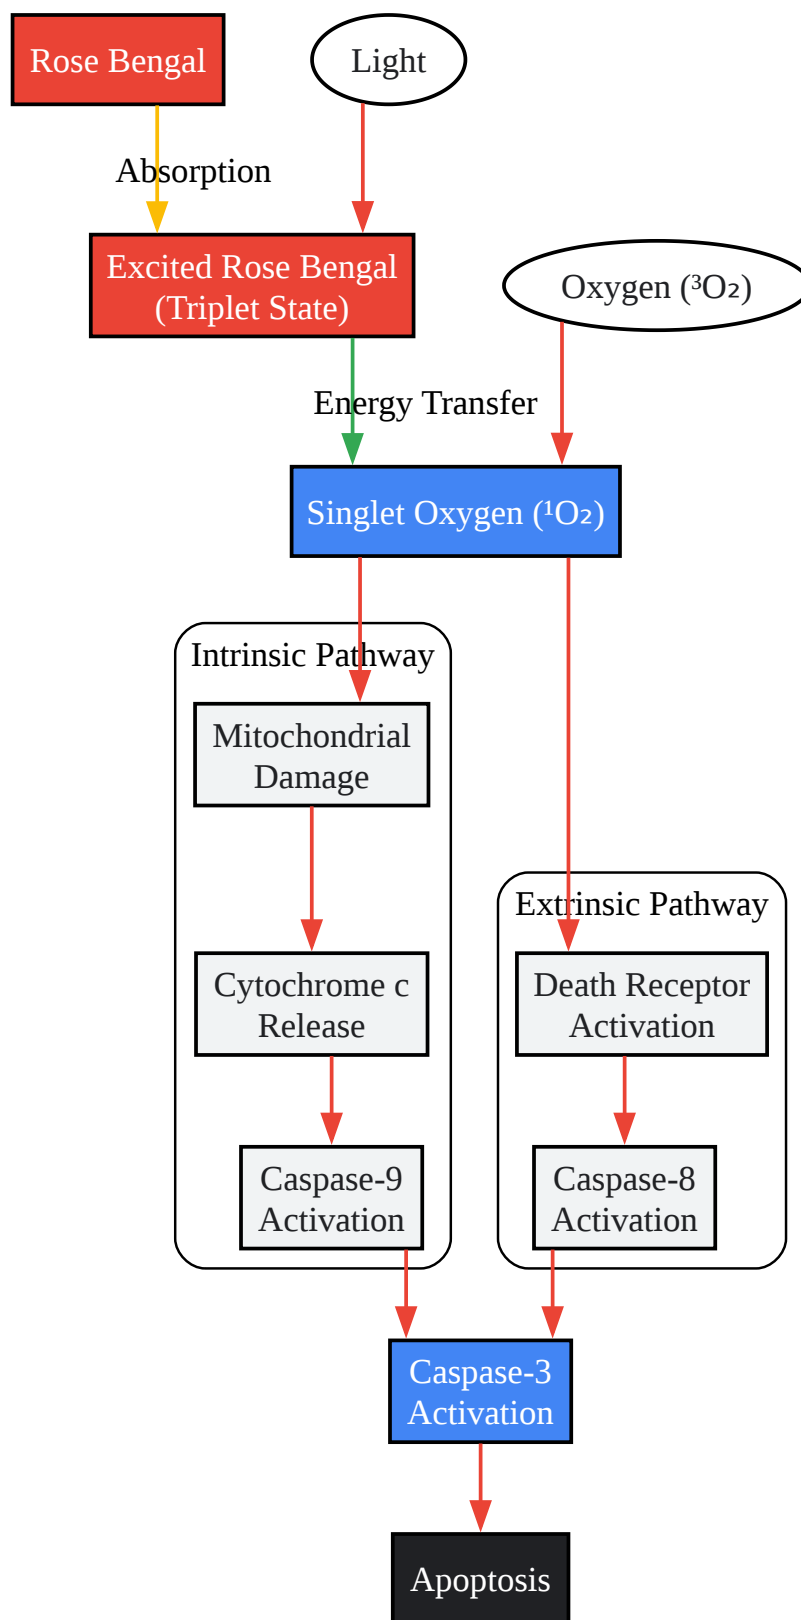 Rose Bengal
Light
Absorption
Excited Rose Bengal
(Triplet State)
Oxygen (³O₂)
Energy Transfer
Singlet Oxygen (¹O₂)
Intrinsic Pathway
Mitochondrial
Damage
Extrinsic Pathway
Cytochrome c
Release
Death Receptor
Activation
Caspase-9
Activation
Caspase-8
Activation
Caspase-3
Activation
Apoptosis